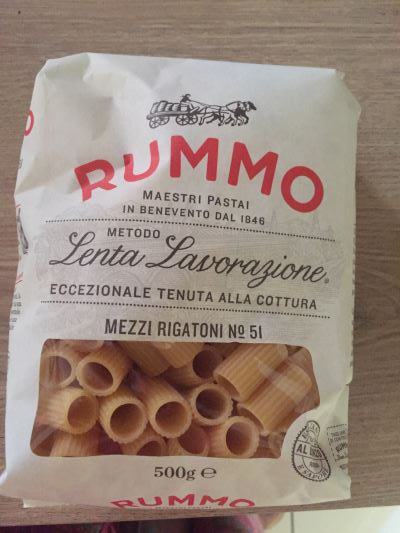 RUMMO
MAESTRI PASTAI
IN BENEVENTO DAL 1846
METODO
Lenta Lavorazione
ECCEZIONALE TENUTA ALLA COTTURA
MEZZI RIGATONI Nº 51
500g ℮
RUMMO